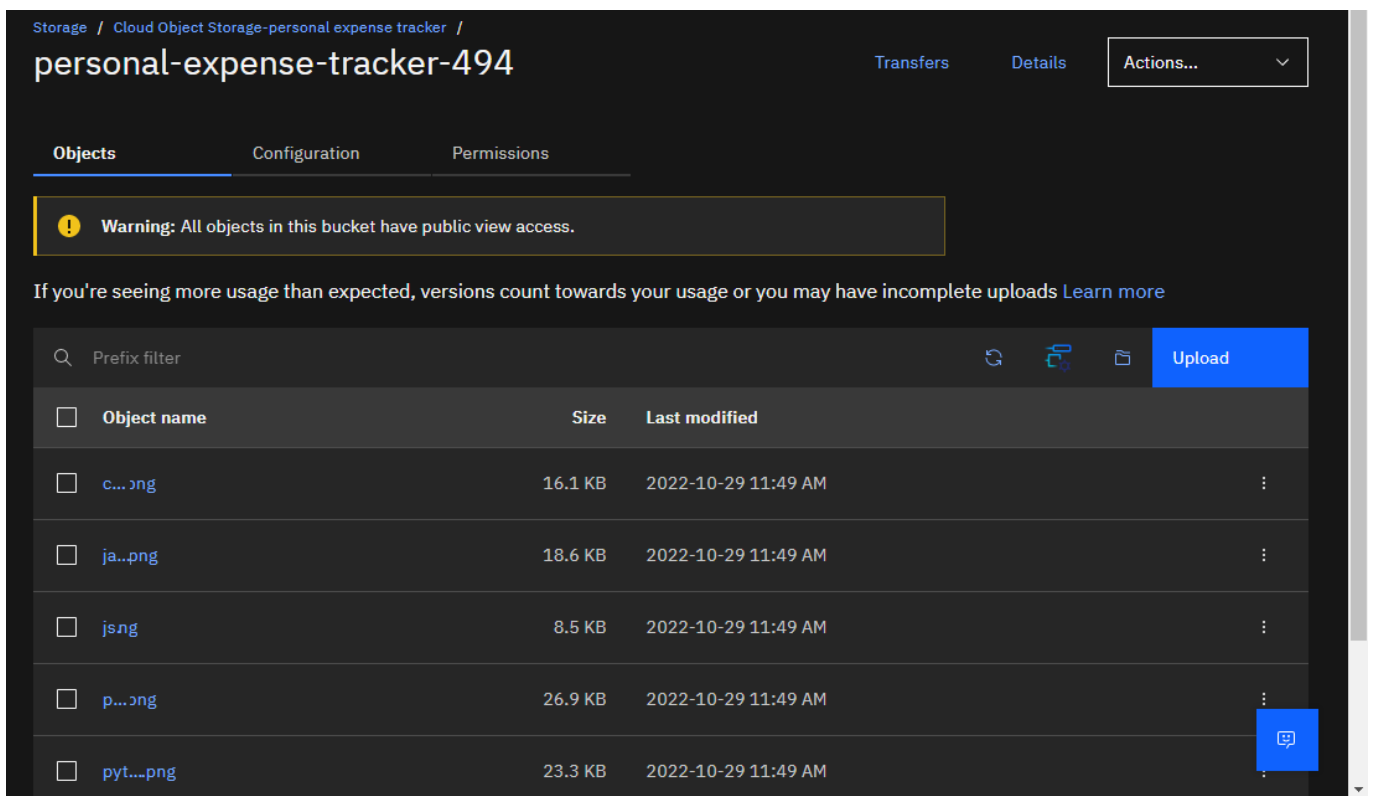 Storage / Cloud Object Storage-personal expense tracker /
personal-expense-tracker-494
Transfers Details Actions...
Objects Configuration Permissions
Warning: All objects in this bucket have public view access.
If you're seeing more usage than expected, versions count towards your usage or you may have incomplete uploads Learn more
Prefix filter Upload
Object name Size Last modified
16.1 KB 2022-10-29 11:49 AM
ja..png 18.6 KB 2022-10-29 11:49 AM
8.5 KB 2022-10-29 11:49 AM
26.9 KB 2022-10-29 11:49 AM
pyt....png 23.3 KB 2022-10-29 11:49 AM